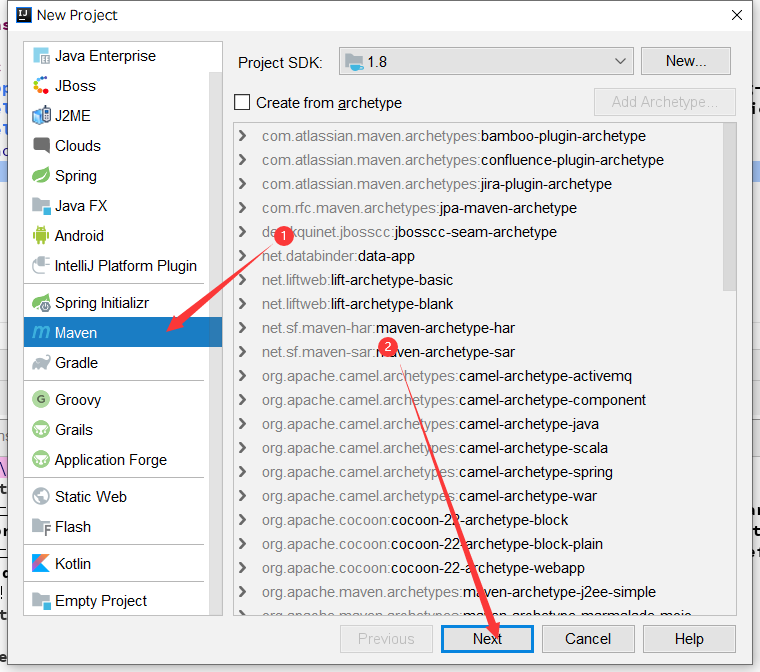 New Project
Java Enterprise
JBoss
J2ME
Clouds
Spring
Java FX
Android
IntelliJ Platform Plugin
Spring Initializr
Maven
Gradle
Groovy
Grails
Application Forge
Static Web
Flash
Kotlin
Empty Project
Project SDK: 1.8 New...
Create from archetype Add Archetype...
com.atlassian.maven.archetypes:bamboo-plugin-archetype
com.atlassian.maven.archetypes:confluence-plugin-archetype
com.atlassian.maven.archetypes:jira-plugin-archetype
com.rfc.maven.archetypes:jpa-maven-archetype
1
jbosscc-seam-archetype
net.databinder:data-app
net.liftweb:lift-archetype-basic
net.liftweb:lift-archetype-blank
net.sf.maven-har:maven-archetype-har
2
net.sf.maven-sar:maven-archetype-sar
org.apache.camel.archetypes:camel-archetype-activemq
org.apache.camel.archetypes:camel-archetype-component
org.apache.camel.archetypes:camel-archetype-java
org.apache.camel.archetypes:camel-archetype-scala
org.apache.camel.archetypes:camel-archetype-spring
org.apache.camel.archetypes:camel-archetype-war
org.apache.cocoon:cocoon-22-archetype-block
org.apache.cocoon:cocoon-22-archetype-block-plain
org.apache.cocoon:cocoon-22-archetype-webapp
org.apache.maven.archetypes:maven-archetype-j2ee-simple
Previous Next Cancel Help